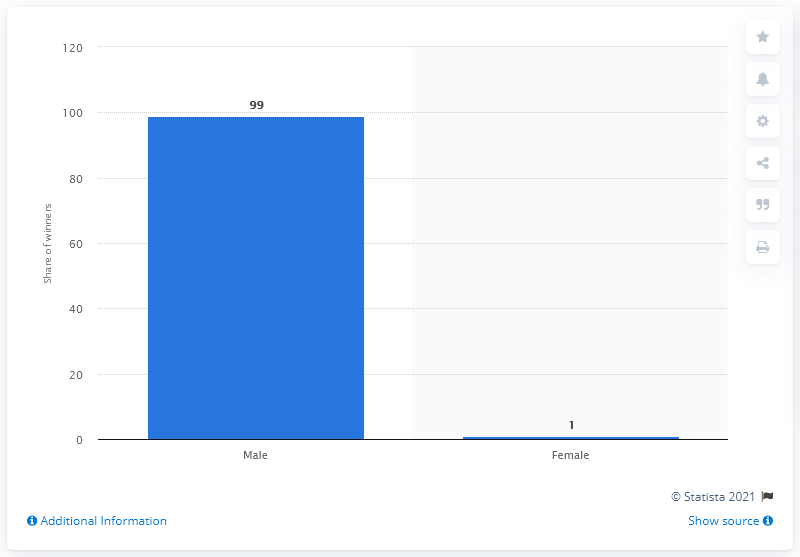 120
100
80
60
40
20
0
Share of winners
99
1
Male
Female
© Statista 2021
Additional Information
Show source